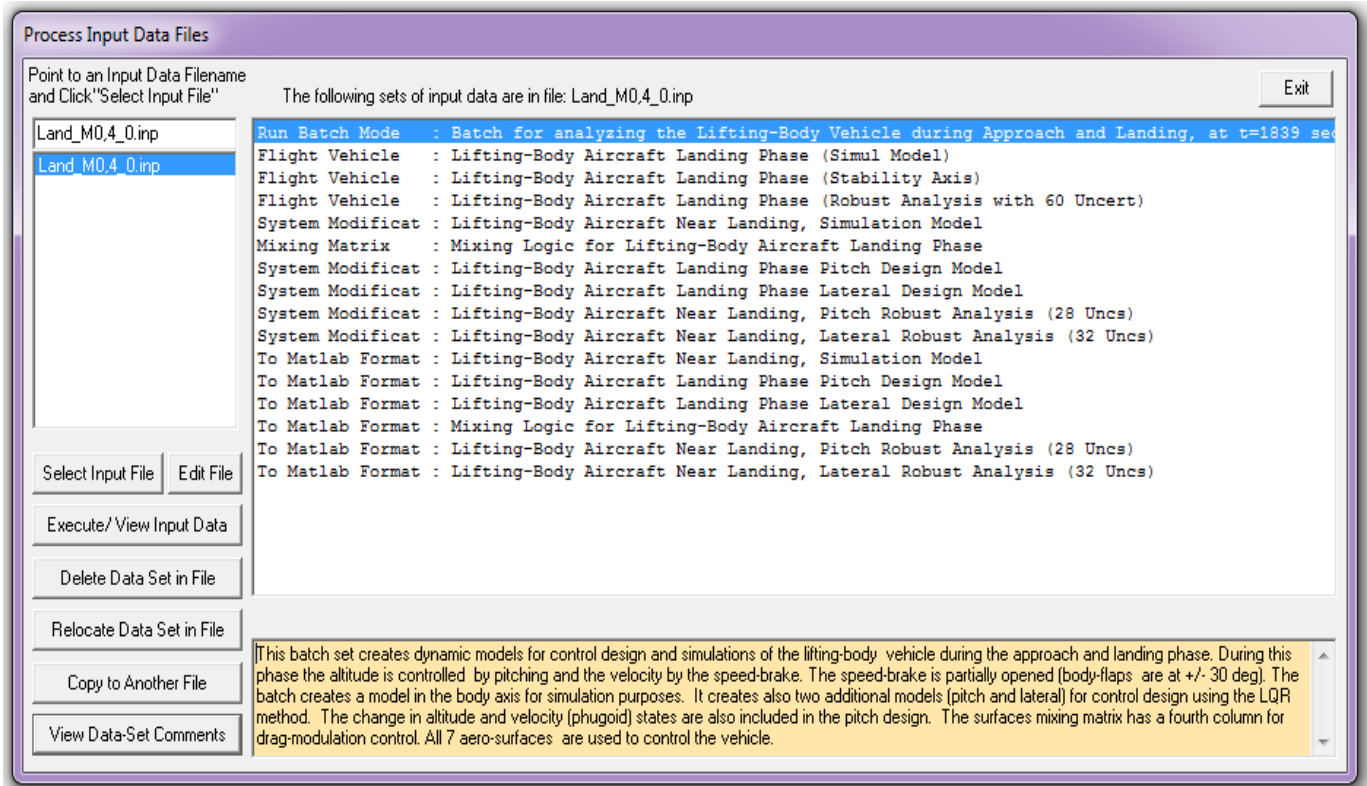 Process Input Data Files
Point to an Input Data Filename
and Click"Select Input File"
The following sets of input data are in file: Land_M0,4_0.inp
Exit
Land_M0,4_0.inp
Land_M0,4_0.inp
Run Batch Mode : Batch for analyzing the Lifting-Body Vehicle during Approach and Landing, at t=1839 sec
Flight Vehicle : Lifting-Body Aircraft Landing Phase (Simul Model)
Flight Vehicle : Lifting-Body Aircraft Landing Phase (Stability Axis)
Flight Vehicle : Lifting-Body Aircraft Landing Phase (Robust Analysis with 60 Uncert)
System Modificat : Lifting-Body Aircraft Near Landing, Simulation Model
Mixing Matrix : Mixing Logic for Lifting-Body Aircraft Landing Phase
System Modificat : Lifting-Body Aircraft Landing Phase Pitch Design Model
System Modificat : Lifting-Body Aircraft Landing Phase Lateral Design Model
System Modificat : Lifting-Body Aircraft Near Landing, Pitch Robust Analysis (28 Uncs)
System Modificat : Lifting-Body Aircraft Near Landing, Lateral Robust Analysis (32 Uncs)
To Matlab Format : Lifting-Body Aircraft Near Landing, Simulation Model
To Matlab Format : Lifting-Body Aircraft Landing Phase Pitch Design Model
To Matlab Format : Lifting-Body Aircraft Landing Phase Lateral Design Model
To Matlab Format : Mixing Logic for Lifting-Body Aircraft Landing Phase
To Matlab Format : Lifting-Body Aircraft Near Landing, Pitch Robust Analysis (28 Uncs)
To Matlab Format : Lifting-Body Aircraft Near Landing, Lateral Robust Analysis (32 Uncs)
Select Input File
Edit File
Execute/ View Input Data
Delete Data Set in File
Relocate Data Set in File
Copy to Another File
View Data-Set Comments
This batch set creates dynamic models for control design and simulations of the lifting-body vehicle during the approach and landing phase. During this
phase the altitude is controlled by pitching and the velocity by the speed-brake. The speed-brake is partially opened (body-flaps are at +/- 30 deg). The
batch creates a model in the body axis for simulation purposes. It creates also two additional models (pitch and lateral) for control design using the LQR
method. The change in altitude and velocity (phugoid) states are also included in the pitch design. The surfaces mixing matrix has a fourth column for
drag-modulation control. All 7 aero-surfaces are used to control the vehicle.